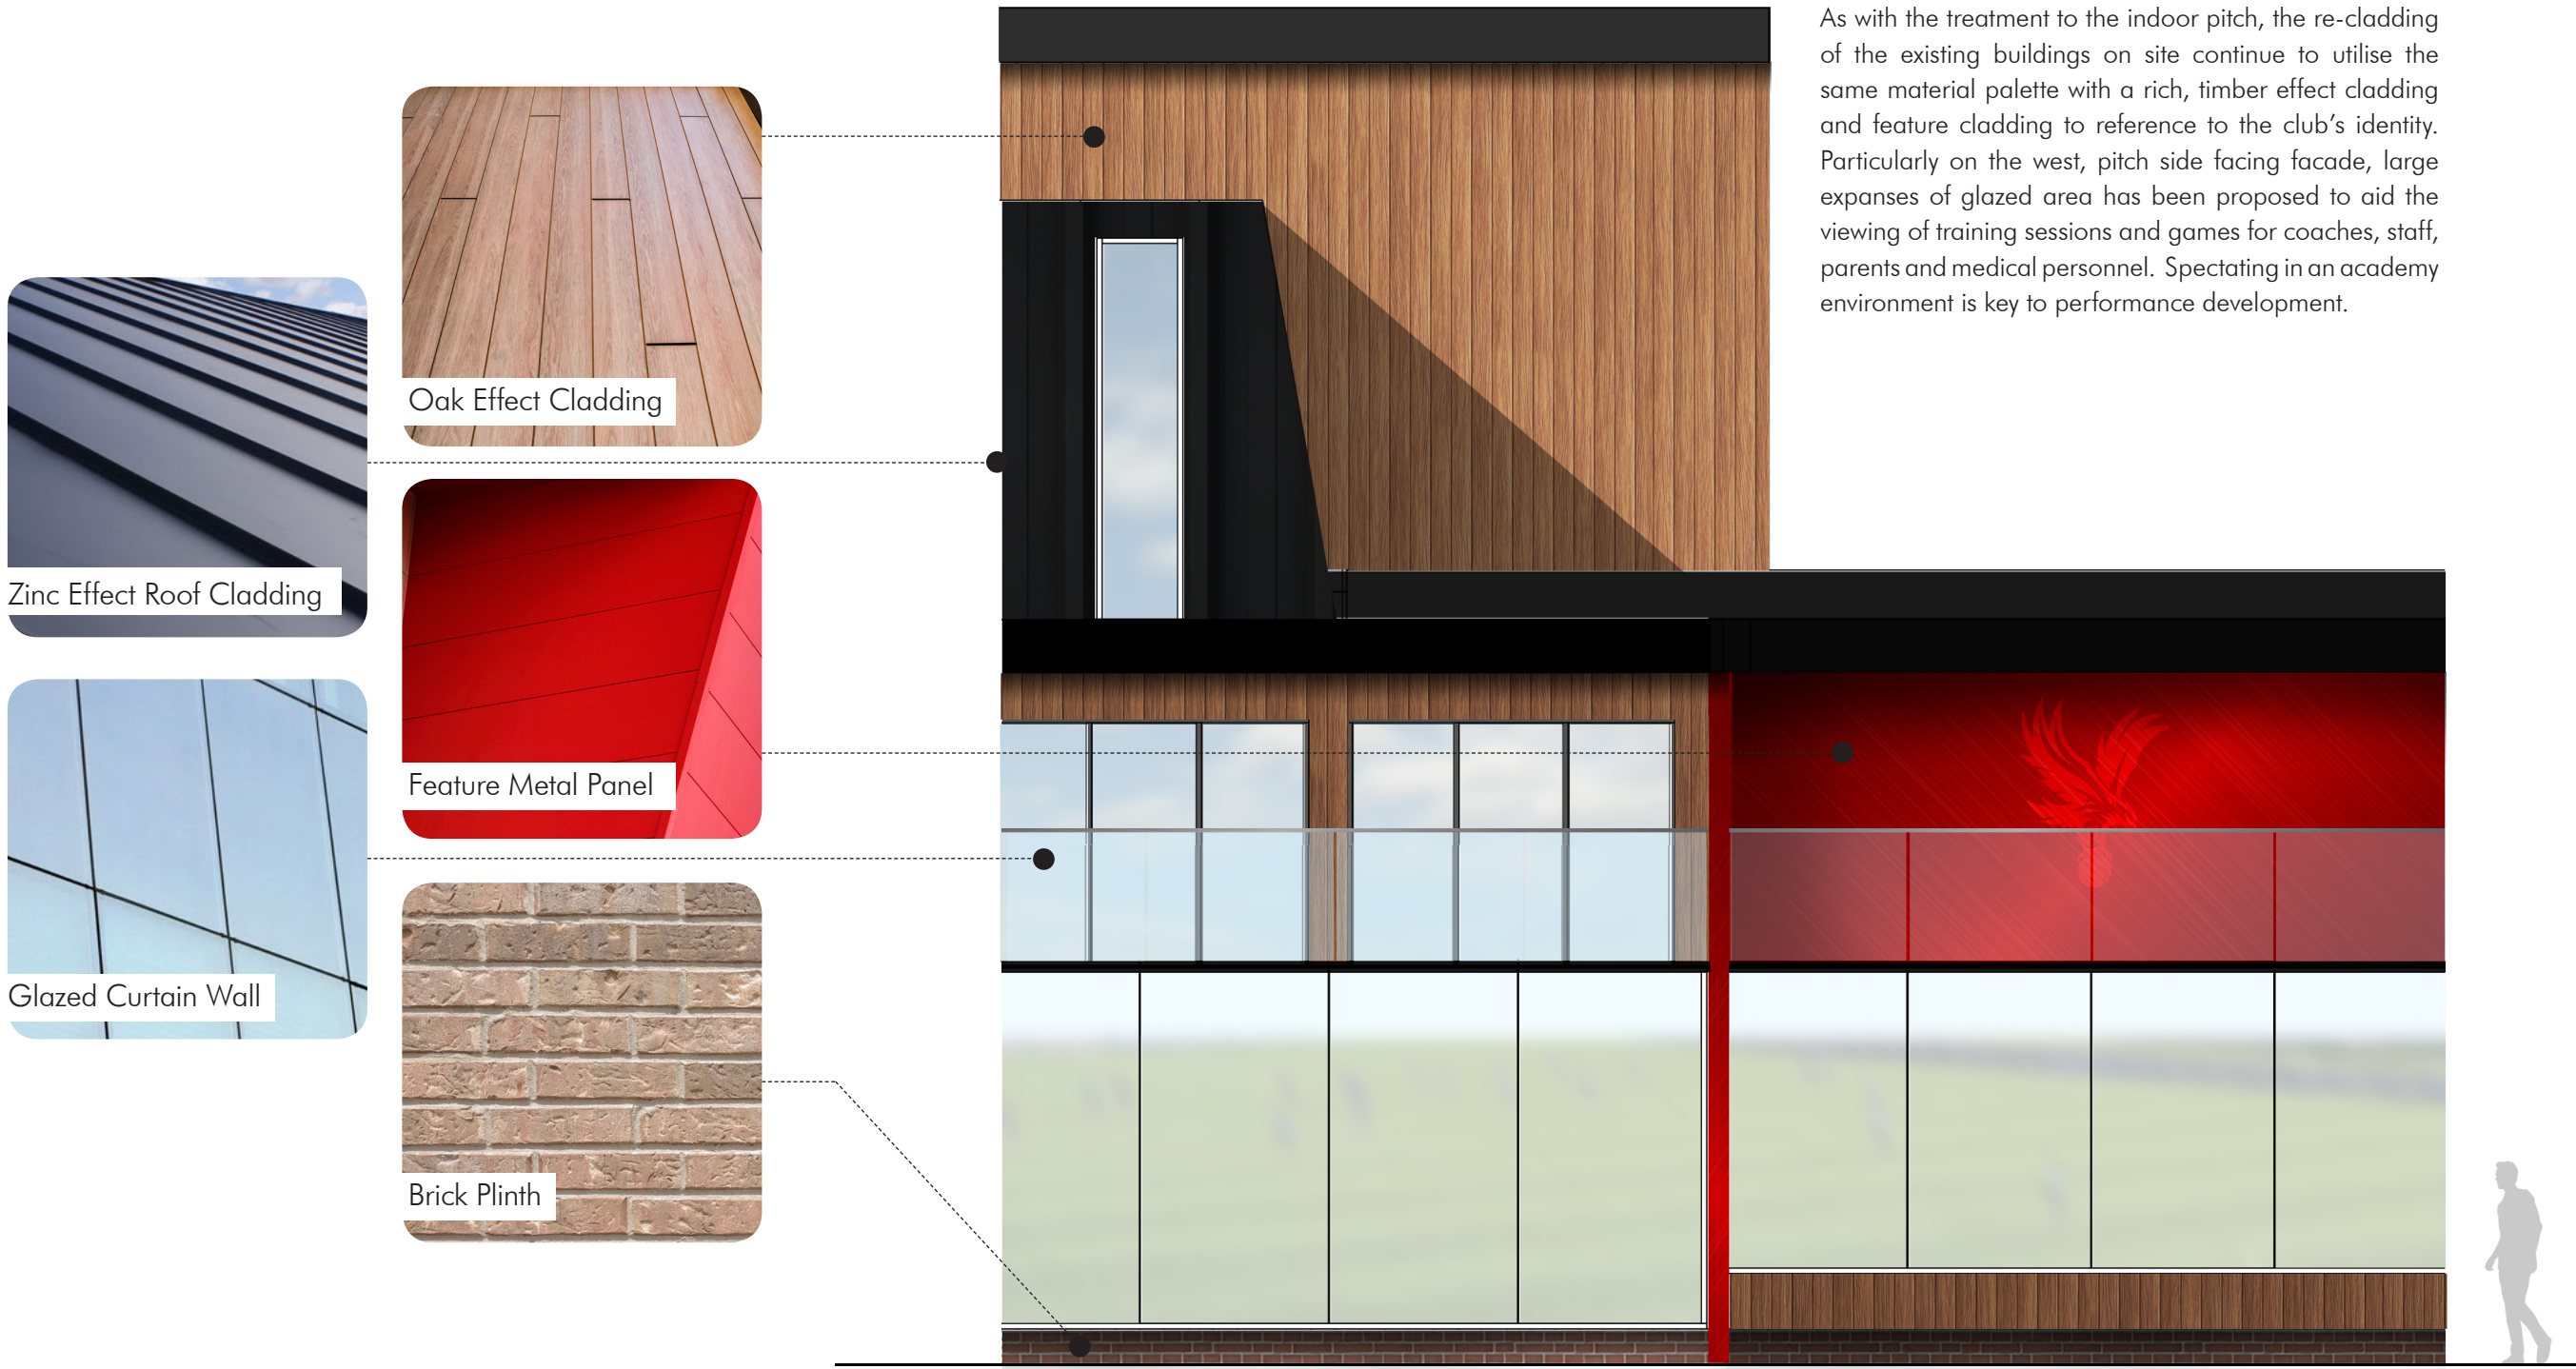 As with the treatment to the indoor pitch, the re-cladding
of the existing buildings on site continue to utilise the
same material palette with a rich, timber effect cladding
and feature cladding to reference to the club's identity.
Particularly on the west, pitch side facing facade, large
expanses of glazed area has been proposed to aid the
viewing of training sessions and games for coaches, staff,
parents and medical personnel. Spectating in an academy
environment is key to performance development.
Oak Effect Cladding
Zinc Effect Roof Cladding
Feature Metal Panel
Glazed Curtain Wall
Brick Plinth